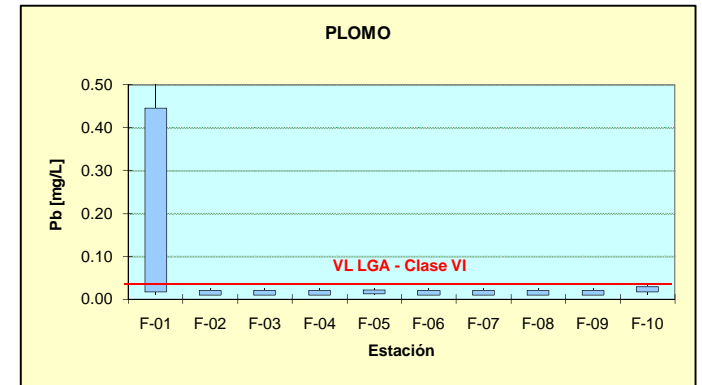 PLOMO
Pb [mg/L]
0.50
0.40
0.30
0.20
0.10
0.00
VL LGA - Clase VI
F-01 F-02 F-03 F-04 F-05 F-06 F-07 F-08 F-09 F-10
Estación